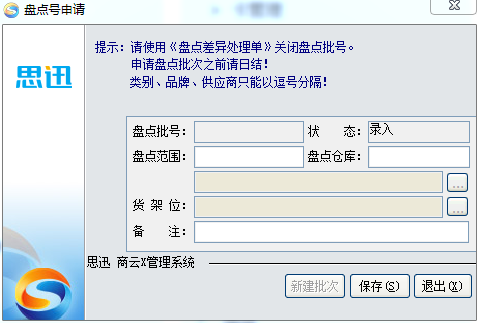 盘点号申请
提示：请使用《盘点差异处理单》关闭盘点批号。
申请盘点批次之前请日结！
类别、品牌、供应商只能以逗号分隔！
思迅
盘点批号： 状 态：录入
盘点范围： 盘点仓库：
...
货 架 位： ...
备 注：
思迅 商云X管理系统
新建批次 保存(S) 退出(X)